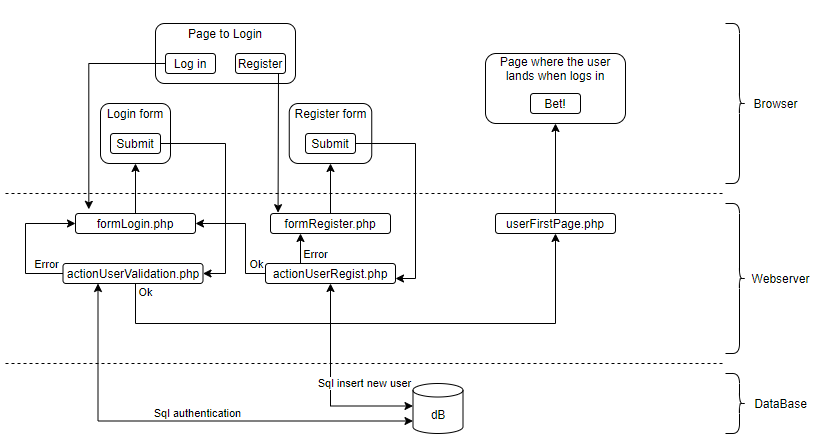 Page to Login
Log in
Register
Page where the user
lands when logs in
Bet!
Browser
Login form
Submit
Register form
Submit
formLogin.php
formRegister.php
userFirstPage.php
Error
Ok
Error
actionUserValidation.php
actionUserRegist.php
Webserver
Ok
Sql insert new user
Sql authentication
dB
DataBase